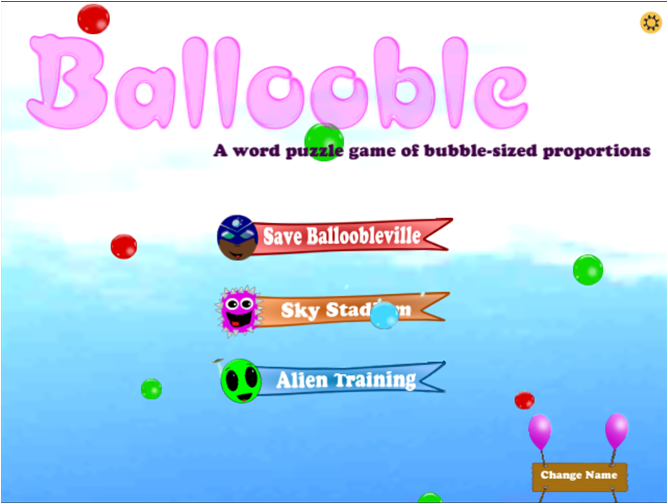 Ballooble
A word puzzle game of bubble-sized proportions
Save Balloobleville
Sky Stadium
Alien Training
Change Name